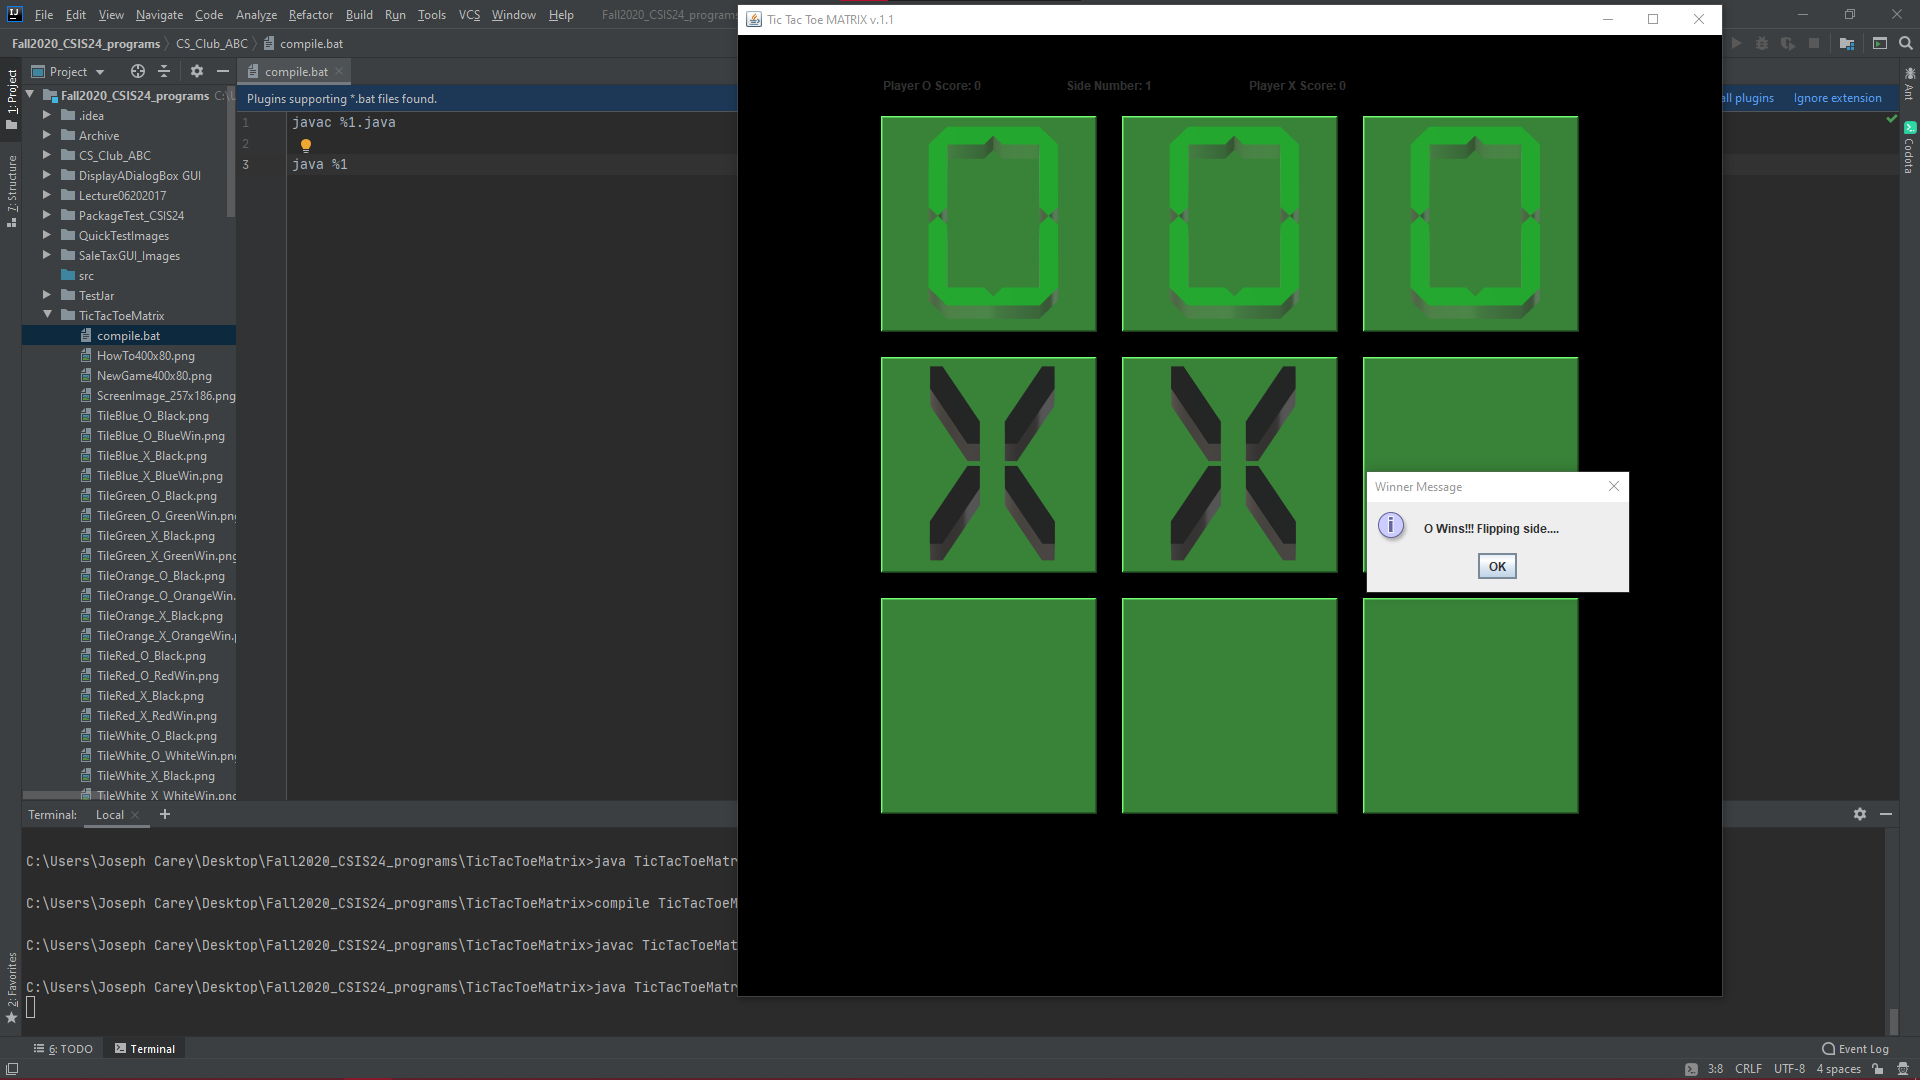 File Edit View Navigate Code Analyze Refactor Build Run Tools VCS Window Help Fall2020_CSIS24_programs
Fall2020_CSIS24_programs CS_Club_ABC compile.bat
1: Project
7: Structure
2: Favorites
Project
Fall2020_CSIS24_programs
.idea
Archive
CS_Club_ABC
DisplayADialogBox GUI
Lecture06202017
PackageTest_CSIS24
QuickTestImages
SaleTaxGUI_Images
src
TestJar
TicTacToeMatrix
compile.bat
HowTo400x80.png
NewGame400x80.png
ScreenImage_257x186.png
TileBlue_O_Black.png
TileBlue_O_BlueWin.png
TileBlue_X_Black.png
TileBlue_X_BlueWin.png
TileGreen_O_Black.png
TileGreen_O_GreenWin.png
TileGreen_X_Black.png
TileGreen_X_GreenWin.png
TileOrange_O_Black.png
TileOrange_O_OrangeWin.
TileOrange_X_Black.png
TileOrange_X_OrangeWin.p
TileRed_O_Black.png
TileRed_O_RedWin.png
TileRed_X_Black.png
TileRed_X_RedWin.png
TileWhite_O_Black.png
TileWhite_O_WhiteWin.png
TileWhite_X_Black.png
TileWhite_X_WhiteWin.png
compile.bat
Plugins supporting *.bat files found.
all plugins Ignore extension
1 javac %1.java
2
3 java %1
Tic Tac Toe MATRIX v.1.1
Player O Score: 0 Side Number: 1 Player X Score: 0
O O O
X X
Winner Message
O Wins!!! Flipping side....
OK
Ant
Codota
Terminal: Local
C:\Users\Joseph Carey\Desktop\Fall2020_CSIS24_programs\TicTacToeMatrix>java TicTacToeMatr
C:\Users\Joseph Carey\Desktop\Fall2020_CSIS24_programs\TicTacToeMatrix>compile TicTacToeM
C:\Users\Joseph Carey\Desktop\Fall2020_CSIS24_programs\TicTacToeMatrix>javac TicTacToeMat
C:\Users\Joseph Carey\Desktop\Fall2020_CSIS24_programs\TicTacToeMatrix>java TicTacToeMatr
6: TODO Terminal Event Log
3:8 CRLF UTF-8 4 spaces